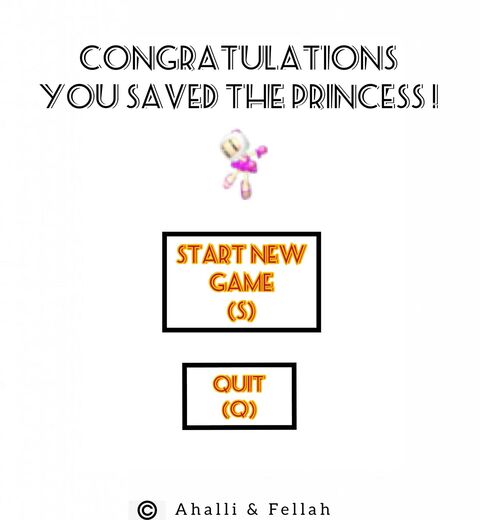 CONGRATULATIONS
YOU SAVED THE PRINCESS !
START NEW
GAME
(S)
QUIT
(Q)
© Ahalli & Fellah